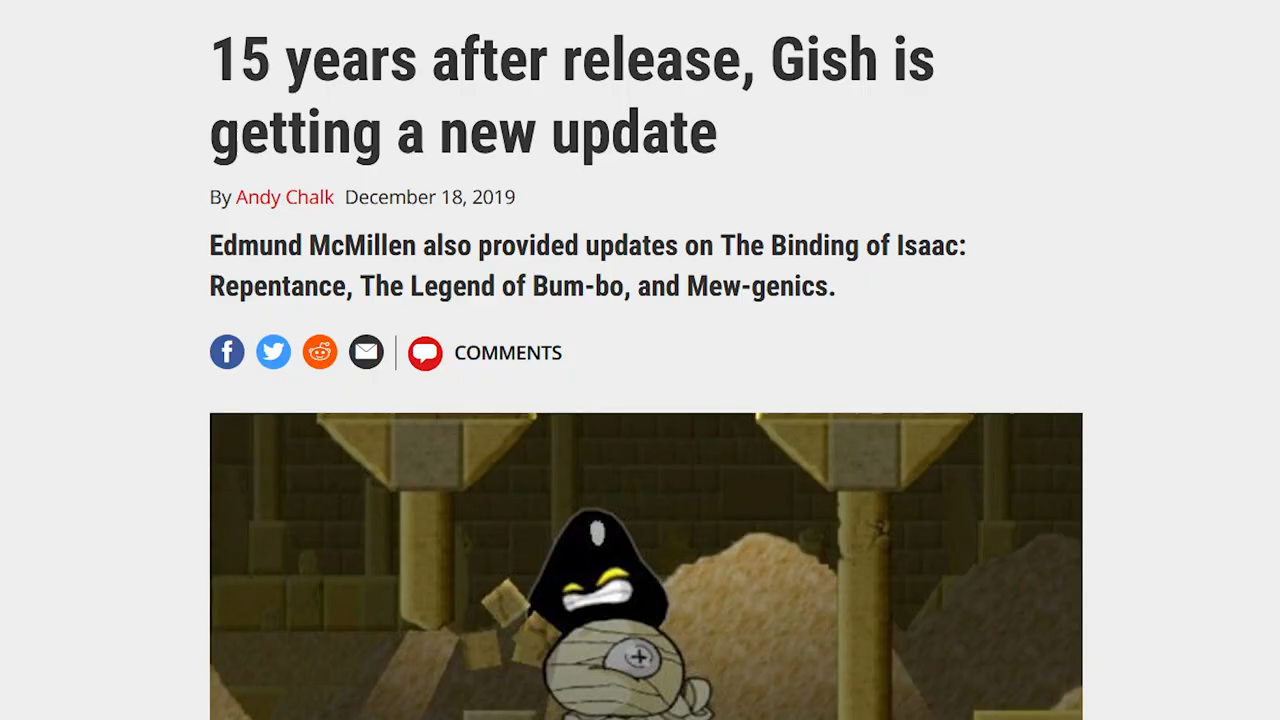 15 years after release, Gish is
getting a new update
By Andy Chalk December 18, 2019
Edmund McMillen also provided updates on The Binding of Isaac:
Repentance, The Legend of Bum-bo, and Mew-genics.
COMMENTS